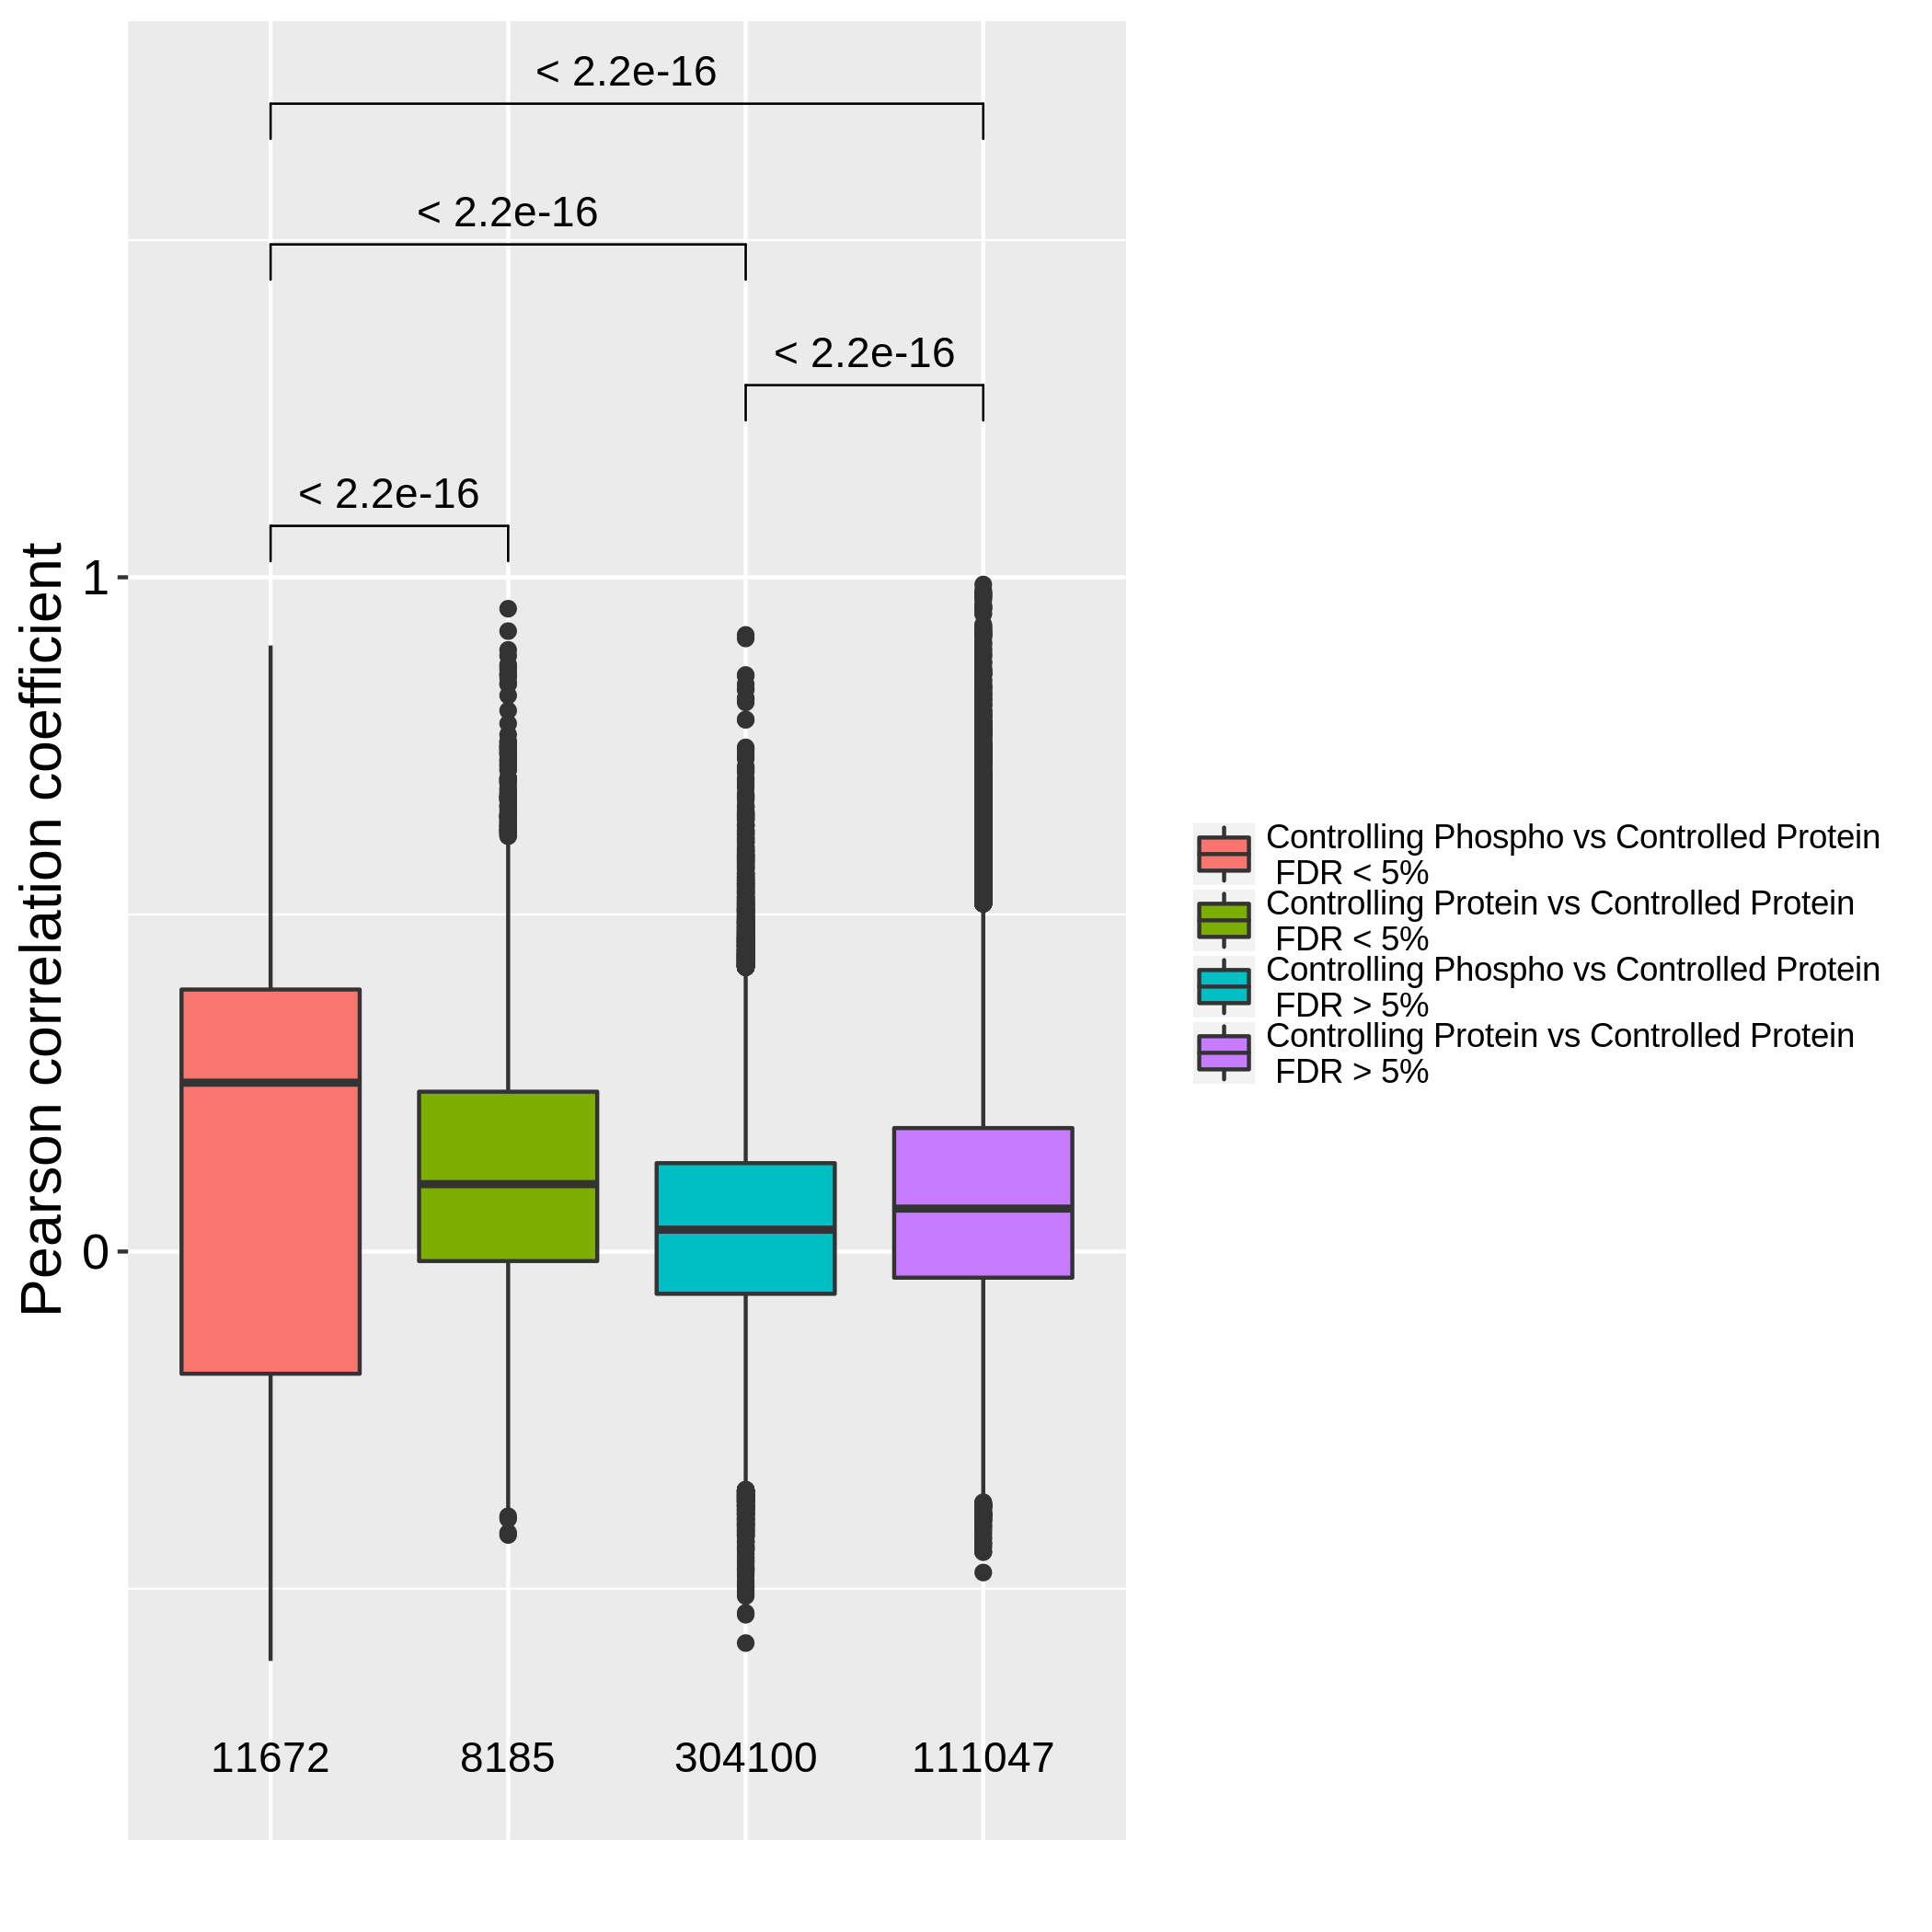 < 2.2e-16
< 2.2e-16
< 2.2e-16
< 2.2e-16
Pearson correlation coefficient
1
0
11672 8185 304100 111047
Controlling Phospho vs Controlled Protein
FDR < 5%
Controlling Protein vs Controlled Protein
FDR < 5%
Controlling Phospho vs Controlled Protein
FDR > 5%
Controlling Protein vs Controlled Protein
FDR > 5%